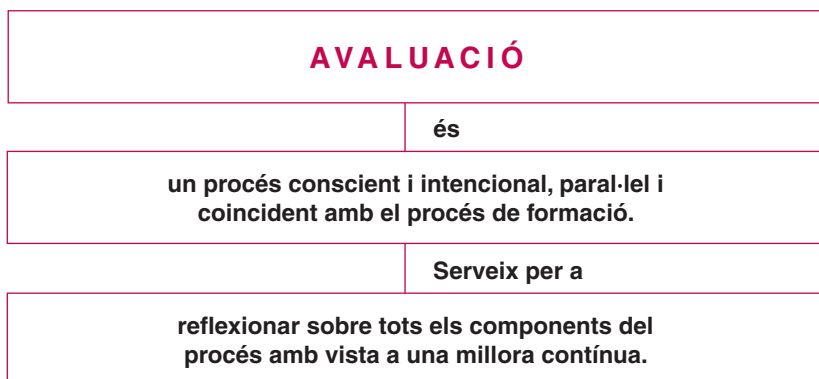 AVALUACIÓ
és
un procés conscient i intencional, paral·lel i
coincident amb el procés de formació.
Serveix per a
reflexionar sobre tots els components del
procés amb vista a una millora contínua.